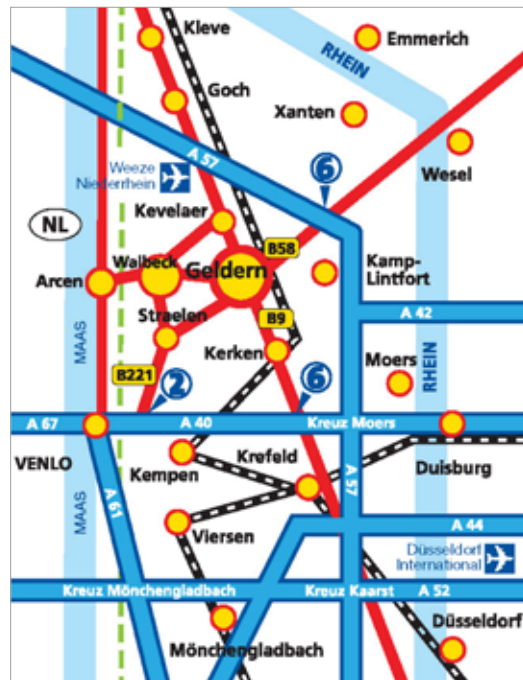 Kleve
Emmerich
RHEIN
Goch
Xanten
A 57
Wesel
Weeze
Niederrhein
6
Kevelaer
NL
B58
Walbeck
Geldern
Kamp-
Lintfort
Arcen
Straelen
B9
A 42
MAAS
Kerken
Moers
RHEIN
B221
2
6
A 67
A 40
Kreuz Moers
VENLO
Kempen
Krefeld
Duisburg
A 57
A 61
MAAS
Viersen
A 44
Düsseldorf
International
Kreuz Mönchengladbach
Kreuz Kaarst
A 52
Düsseldorf
Mönchengladbach